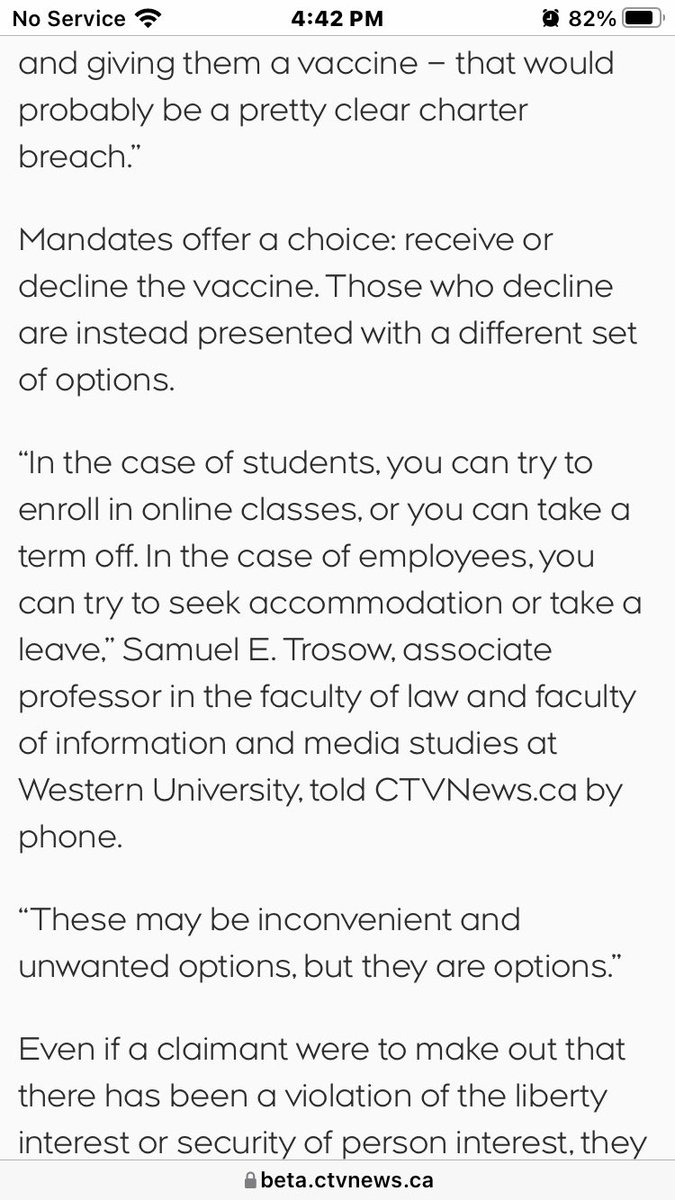 No Service 4:42 PM 82%
and giving them a vaccine – that would
probably be a pretty clear charter
breach.”
Mandates offer a choice: receive or
decline the vaccine. Those who decline
are instead presented with a different set
of options.
“In the case of students, you can try to
enroll in online classes, or you can take a
term off. In the case of employees, you
can try to seek accommodation or take a
leave,” Samuel E. Trosow, associate
professor in the faculty of law and faculty
of information and media studies at
Western University, told CTVNews.ca by
phone.
“These may be inconvenient and
unwanted options, but they are options.”
Even if a claimant were to make out that
there has been a violation of the liberty
interest or security of person interest, they
beta.ctvnews.ca